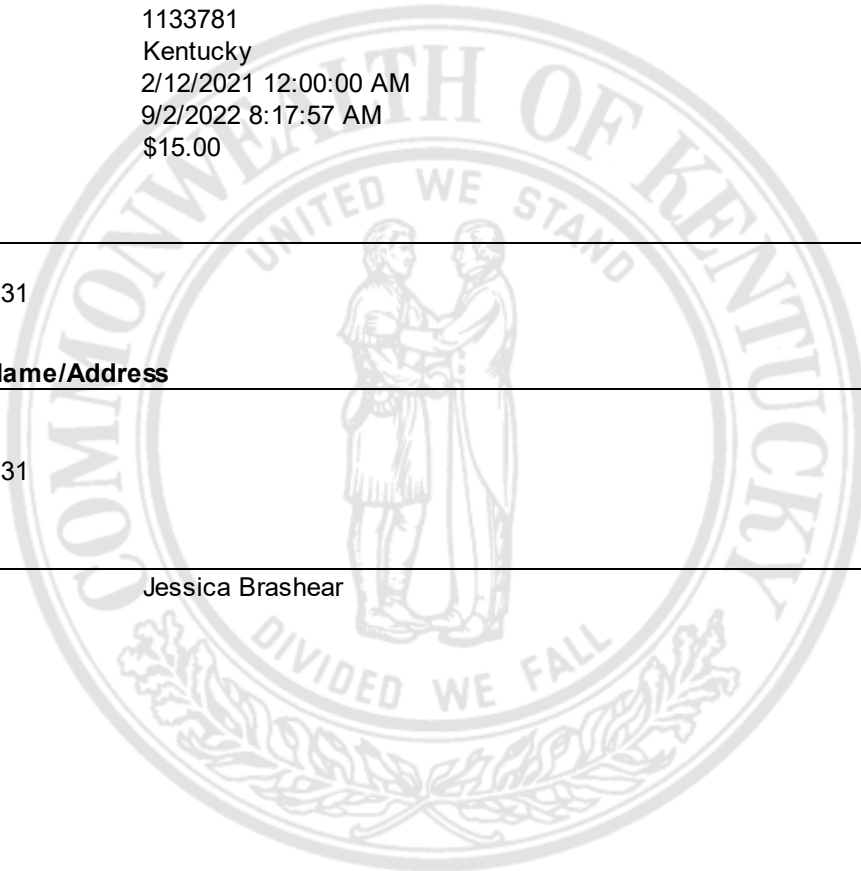 1133781
Kentucky
2/12/2021 12:00:00 AM
9/2/2022 8:17:57 AM
$15.00
COMMONWEALTH OF KENTUCKY
UNITED WE STAND
31
ame/Address
31
Jessica Brashear
DIVIDED WE FALL